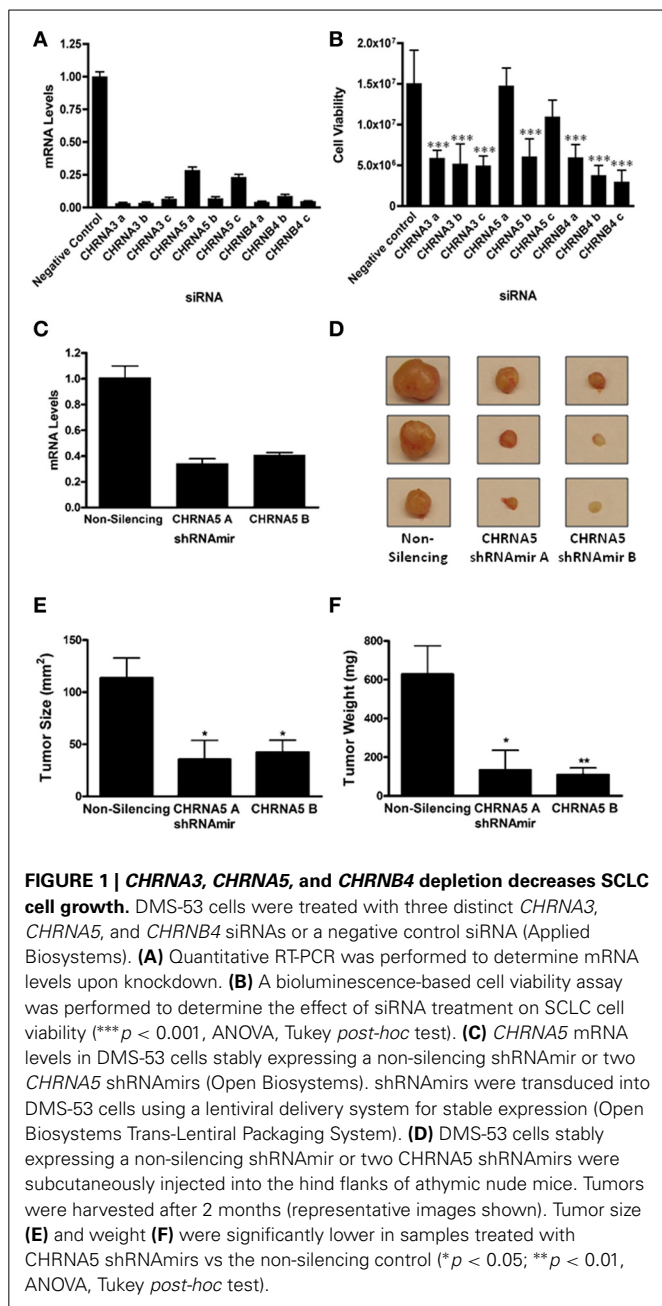 A
mRNA Levels
1.25
1.00
0.75
0.50
0.25
0.00
Negative Control
CHRNA3 a
CHRNA3 b
CHRNA3 c
CHRNA5 a
CHRNA5 b
CHRNA5 c
CHRNB4 a
CHRNB4 b
CHRNB4 c
siRNA
B
Cell Viability
2.0x10⁷
1.5x10⁷
1.0x10⁷
5.0x10⁶
0
***
***
***
***
***
***
***
Negative control
CHRNA3 a
CHRNA3 b
CHRNA3 c
CHRNA5 a
CHRNA5 b
CHRNA5 c
CHRNB4 a
CHRNB4 b
CHRNB4 c
siRNA
C
mRNA Levels
1.2
1.0
0.8
0.6
0.4
0.2
0.0
Non-Silencing
CHRNA5 A
CHRNA5 B
shRNAmir
D
Non-
Silencing
CHRNA5
shRNAmir A
CHRNA5
shRNAmir B
E
Tumor Size (mm²)
150
100
50
0
*
*
Non-Silencing
CHRNA5 A
CHRNA5 B
shRNAmir
F
Tumor Weight (mg)
800
600
400
200
0
*
**
Non-Silencing
CHRNA5 A
CHRNA5 B
shRNAmir
FIGURE 1 | CHRNA3, CHRNA5, and CHRNB4 depletion decreases SCLC
cell growth. DMS-53 cells were treated with three distinct CHRNA3,
CHRNA5, and CHRNB4 siRNAs or a negative control siRNA (Applied
Biosystems). (A) Quantitative RT-PCR was performed to determine mRNA
levels upon knockdown. (B) A bioluminescence-based cell viability assay
was performed to determine the effect of siRNA treatment on SCLC cell
viability (***p < 0.001, ANOVA, Tukey post-hoc test). (C) CHRNA5 mRNA
levels in DMS-53 cells stably expressing a non-silencing shRNAmir or two
CHRNA5 shRNAmirs (Open Biosystems). shRNAmirs were transduced into
DMS-53 cells using a lentiviral delivery system for stable expression (Open
Biosystems Trans-Lentiral Packaging System). (D) DMS-53 cells stably
expressing a non-silencing shRNAmir or two CHRNA5 shRNAmirs were
subcutaneously injected into the hind flanks of athymic nude mice. Tumors
were harvested after 2 months (representative images shown). Tumor size
(E) and weight (F) were significantly lower in samples treated with
CHRNA5 shRNAmirs vs the non-silencing control (*p < 0.05; **p < 0.01,
ANOVA, Tukey post-hoc test).